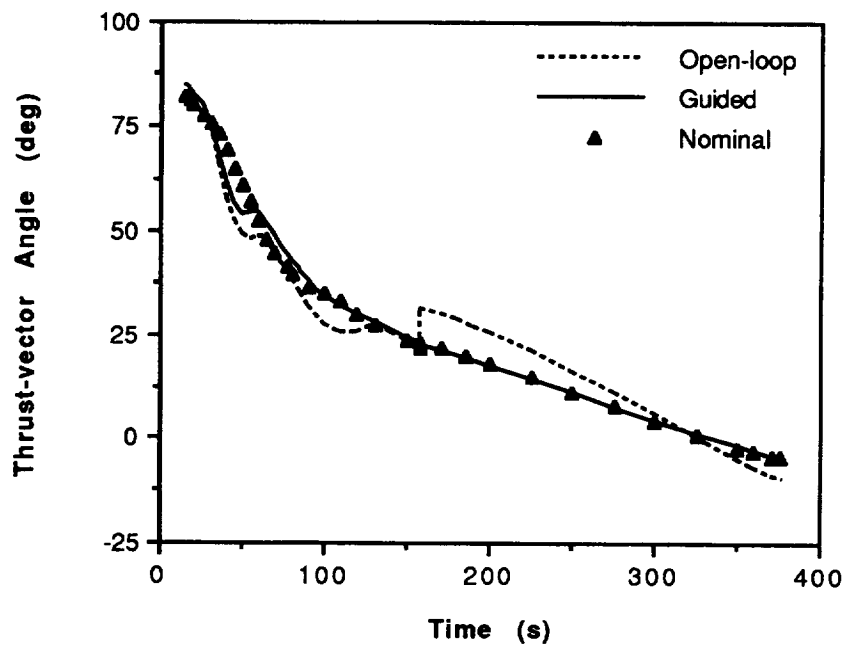 100
75
50
25
0
-25
Thrust-vector Angle (deg)
Open-loop
Guided
Nominal
0
100
200
300
400
Time (s)